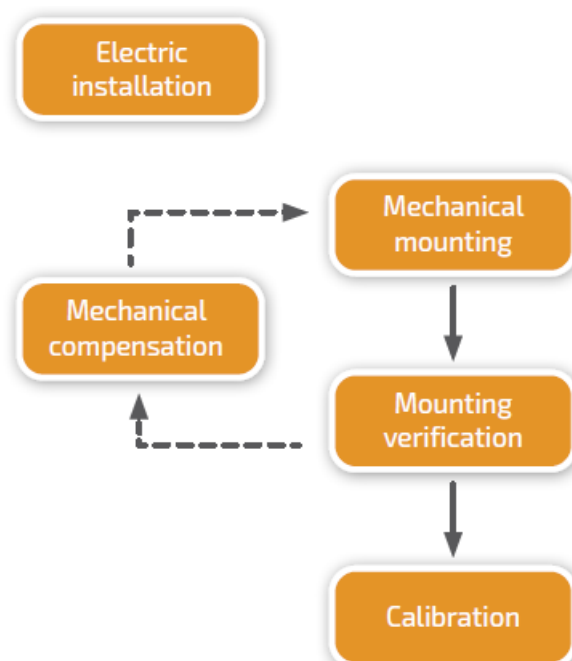 Electric
installation
Mechanical
mounting
Mechanical
compensation
Mounting
verification
Calibration